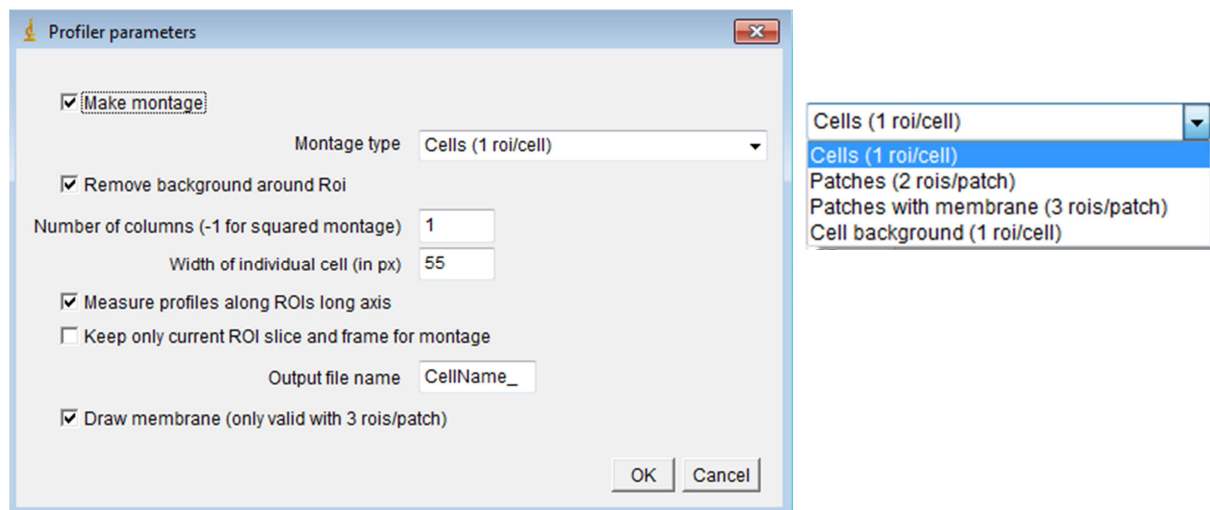 Profiler parameters
Make montage
Montage type Cells (1 roi/cell)
Remove background around Roi
Number of columns (-1 for squared montage) 1
Width of individual cell (in px) 55
Measure profiles along ROIs long axis
Keep only current ROI slice and frame for montage
Output file name CellName_
Draw membrane (only valid with 3 rois/patch)
OK Cancel
Cells (1 roi/cell)
Cells (1 roi/cell)
Patches (2 rois/patch)
Patches with membrane (3 rois/patch)
Cell background (1 roi/cell)